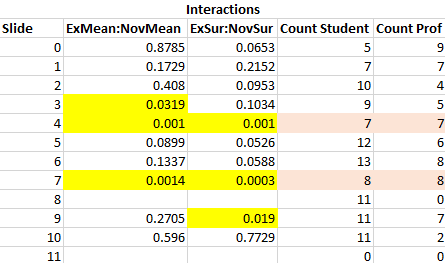 Interactions
Slide ExMean:NovMean ExSur:NovSur Count Student Count Prof
0 0.8785 0.0653 5 9
1 0.1729 0.2152 7 7
2 0.408 0.0953 10 4
3 0.0319 0.1034 9 5
4 0.001 0.001 7 7
5 0.0899 0.0526 12 6
6 0.1337 0.0588 13 8
7 0.0014 0.0003 8 8
8 11 0
9 0.2705 0.019 11 7
10 0.596 0.7729 11 2
11 0 0